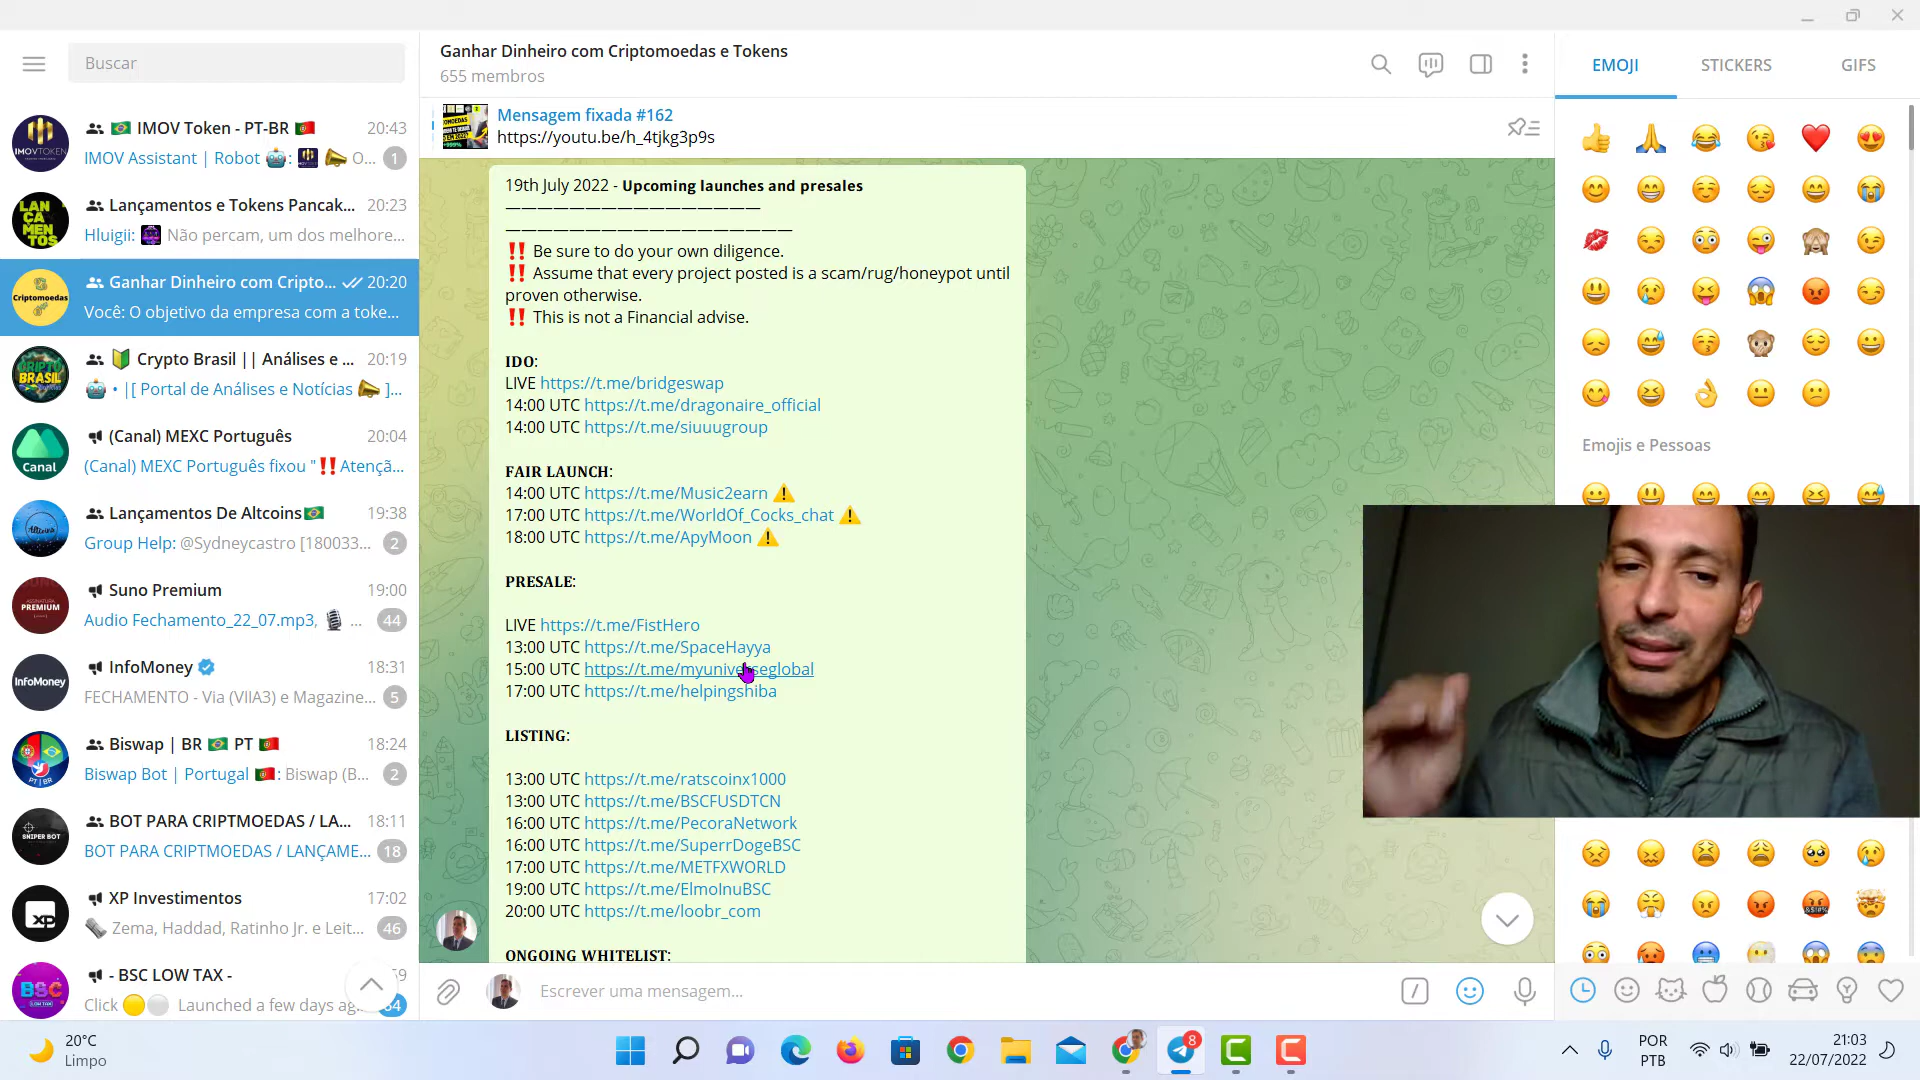 Buscar
IMOV Token - PT-BR 20:43
IMOV Assistant | Robot 🤖: O... 1
Lançamentos e Tokens Pancak... 20:23
Hluigii: Não percam, um dos melhore...
Ganhar Dinheiro com Cripto... 20:20
Você: O objetivo da empresa com a toke...
Crypto Brasil || Análises e ... 20:19
• |[ Portal de Análises e Notícias ]...
(Canal) MEXC Português 20:04
(Canal) MEXC Português fixou "‼️Atençã...
Canal
Lançamentos De Altcoins 19:38
Group Help: @Sydneycastro [180033... 2
Suno Premium 19:00
Audio Fechamento_22_07.mp3, ... 44
PREMIUM
InfoMoney 18:31
FECHAMENTO - Via (VIIA3) e Magazine... 5
InfoMoney
Biswap | BR PT 18:24
Biswap Bot | Portugal : Biswap (B... 2
BOT PARA CRIPTMOEDAS / LA... 18:11
BOT PARA CRIPTMOEDAS / LANÇAME... 18
SNIPER BOT
XP Investimentos 17:02
Zema, Haddad, Ratinho Jr. e Leit... 46
XP
- BSC LOW TAX -
Click Launched a few days ag.
BSC
Ganhar Dinheiro com Criptomoedas e Tokens
655 membros
Mensagem fixada #162
https://youtu.be/h_4tjkg3p9s
19th July 2022 - Upcoming launches and presales
————————————————
——————————————————
‼️ Be sure to do your own diligence.
‼️ Assume that every project posted is a scam/rug/honeypot until
proven otherwise.
‼️ This is not a Financial advise.
IDO:
LIVE https://t.me/bridgeswap
14:00 UTC https://t.me/dragonaire_official
14:00 UTC https://t.me/siuuugroup
FAIR LAUNCH:
14:00 UTC https://t.me/Music2earn ⚠️
17:00 UTC https://t.me/WorldOf_Cocks_chat ⚠️
18:00 UTC https://t.me/ApyMoon ⚠️
PRESALE:
LIVE https://t.me/FistHero
13:00 UTC https://t.me/SpaceHayya
15:00 UTC https://t.me/myuniverseglobal
17:00 UTC https://t.me/helpingshiba
LISTING:
13:00 UTC https://t.me/ratscoinx1000
13:00 UTC https://t.me/BSCFUSDTCN
16:00 UTC https://t.me/PecoraNetwork
16:00 UTC https://t.me/SuperrDogeBSC
17:00 UTC https://t.me/METFXWORLD
19:00 UTC https://t.me/ElmoInuBSC
20:00 UTC https://t.me/loobr_com
ONGOING WHITELIST:
Escrever uma mensagem...
EMOJI STICKERS GIFS
Emojis e Pessoas
20°C
Limpo
8
POR
PTB
21:03
22/07/2022